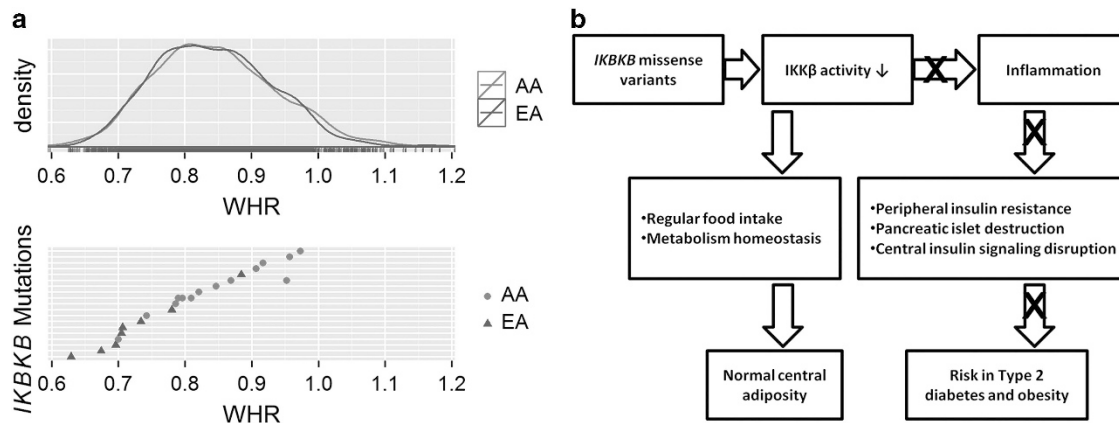 a
density
0.6 0.7 0.8 0.9 1.0 1.1 1.2
WHR
AA
EA
IKBKB Mutations
0.6 0.7 0.8 0.9 1.0 1.1 1.2
WHR
AA
EA
b
IKBKB missense
variants
IKKβ activity ↓
X
Inflammation
X
•Regular food intake
•Metabolism homeostasis
•Peripheral insulin resistance
•Pancreatic islet destruction
•Central insulin signaling disruption
X
Normal central
adiposity
Risk in Type 2
diabetes and obesity